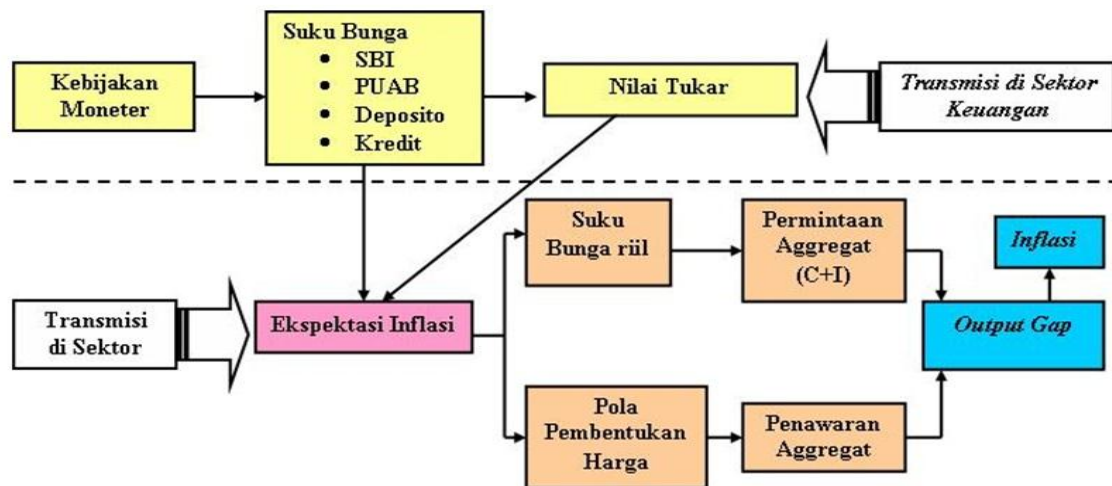 Kebijakan
Moneter
Suku Bunga
• SBI
• PUAB
• Deposito
• Kredit
Nilai Tukar
Transmisi di Sektor
Keuangan
Transmisi
di Sektor
Ekspektasi Inflasi
Suku
Bunga riil
Permintaan
Aggregat
(C+I)
Inflasi
Output Gap
Pola
Pembentukan
Harga
Penawaran
Aggregat